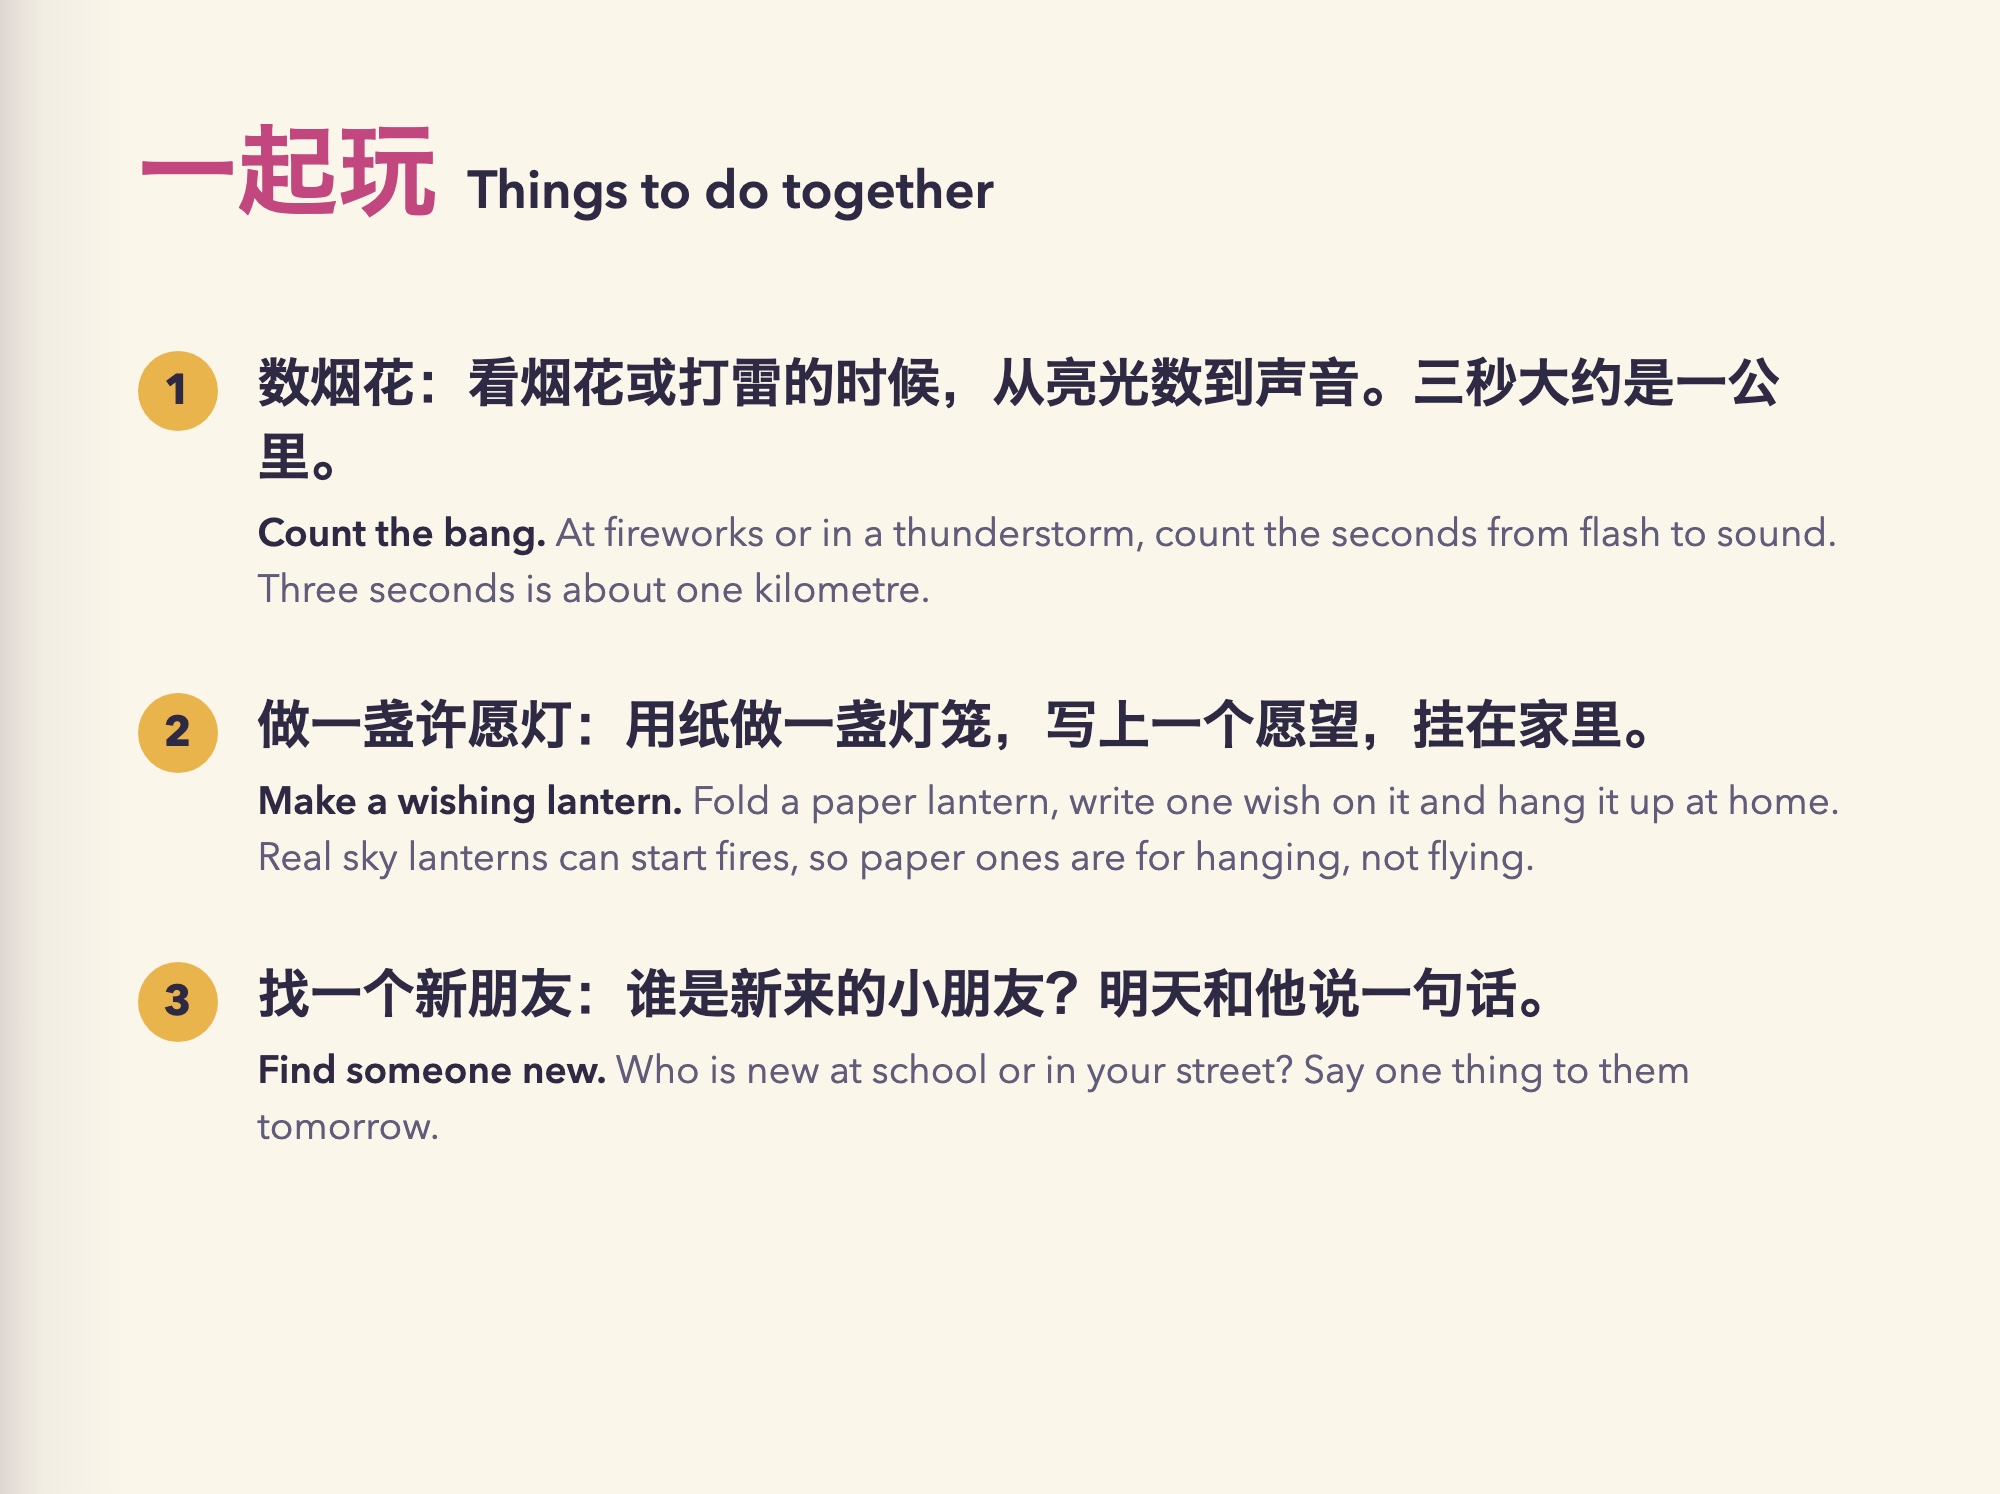 一起玩 Things to do together
1 数烟花：看烟花或打雷的时候，从亮光数到声音。三秒大约是一公
里。
Count the bang. At fireworks or in a thunderstorm, count the seconds from flash to sound.
Three seconds is about one kilometre.
2 做一盏许愿灯：用纸做一盏灯笼，写上一个愿望，挂在家里。
Make a wishing lantern. Fold a paper lantern, write one wish on it and hang it up at home.
Real sky lanterns can start fires, so paper ones are for hanging, not flying.
3 找一个新朋友：谁是新来的小朋友？明天和他说一句话。
Find someone new. Who is new at school or in your street? Say one thing to them
tomorrow.